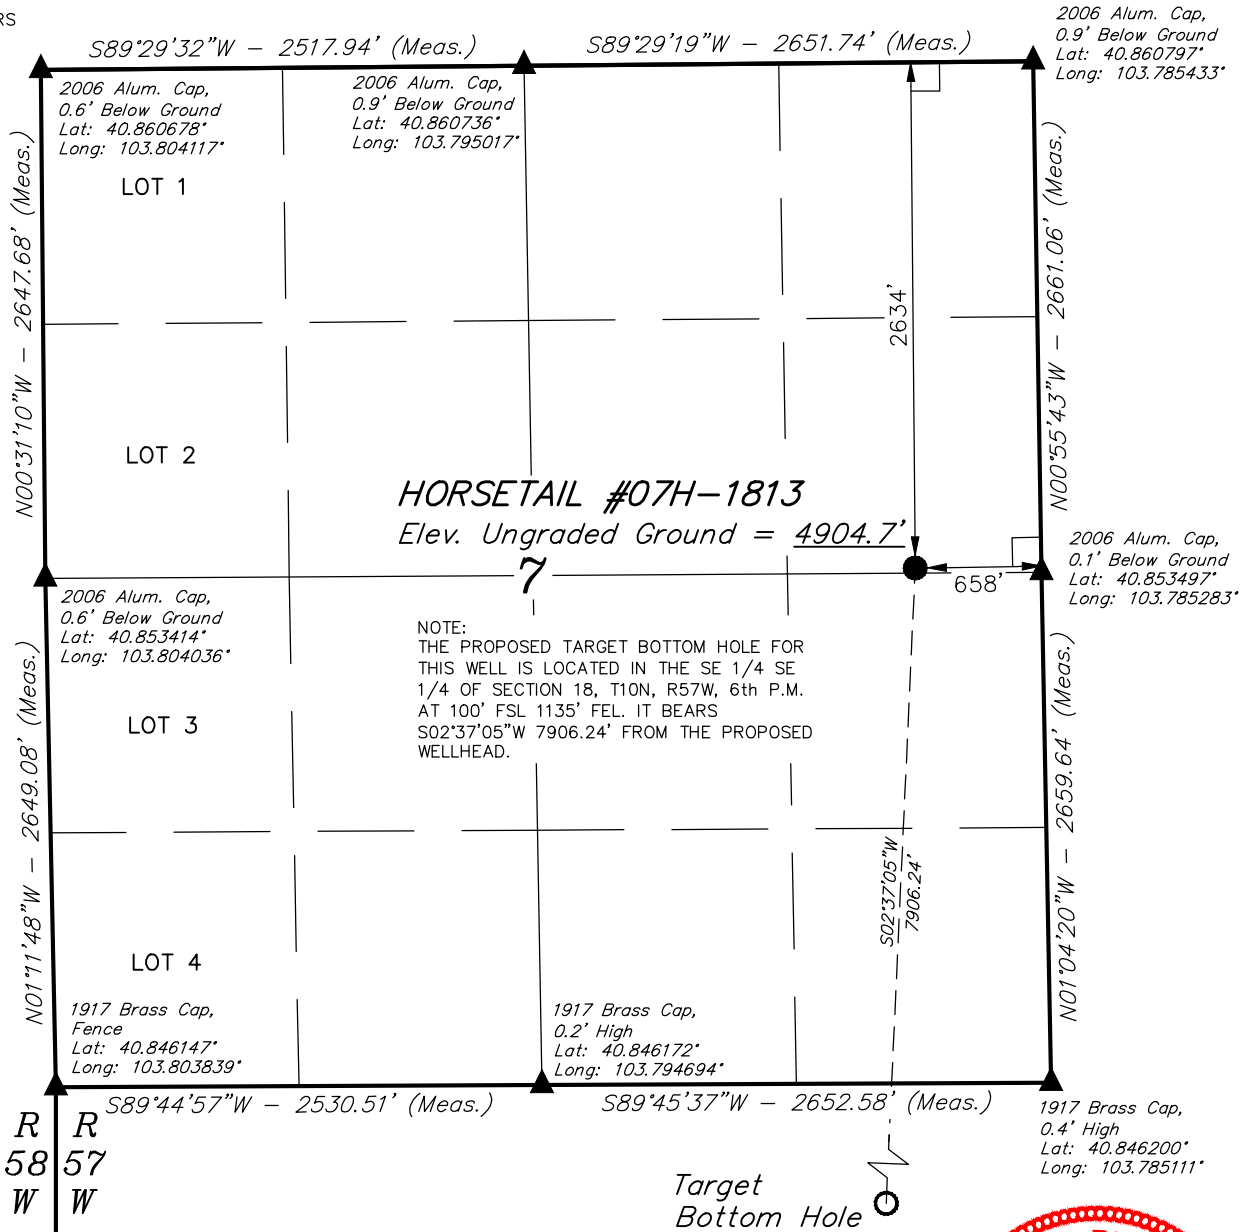 RS
S89°29'32"W - 2517.94' (Meas.)
S89°29'19"W - 2651.74' (Meas.)
2006 Alum. Cap,
0.9' Below Ground
Lat: 40.860797°
Long: 103.785433°
2006 Alum. Cap,
0.6' Below Ground
Lat: 40.860678°
Long: 103.804117°
2006 Alum. Cap,
0.9' Below Ground
Lat: 40.860736°
Long: 103.795017°
LOT 1
N00°31'10"W - 2647.68' (Meas.)
N00°55'43"W - 2661.06' (Meas.)
2634'
LOT 2
HORSETAIL #07H-1813
Elev. Ungraded Ground = 4904.7'
7
658'
2006 Alum. Cap,
0.1' Below Ground
Lat: 40.853497°
Long: 103.785283°
2006 Alum. Cap,
0.6' Below Ground
Lat: 40.853414°
Long: 103.804036°
NOTE:
THE PROPOSED TARGET BOTTOM HOLE FOR
THIS WELL IS LOCATED IN THE SE 1/4 SE
1/4 OF SECTION 18, T10N, R57W, 6th P.M.
AT 100' FSL 1135' FEL. IT BEARS
S02°37'05"W 7906.24' FROM THE PROPOSED
WELLHEAD.
LOT 3
N01°11'48"W - 2649.08' (Meas.)
N01°04'20"W - 2659.64' (Meas.)
S02°37'05"W
7906.24'
LOT 4
1917 Brass Cap,
Fence
Lat: 40.846147°
Long: 103.803839°
1917 Brass Cap,
0.2' High
Lat: 40.846172°
Long: 103.794694°
S89°44'57"W - 2530.51' (Meas.)
S89°45'37"W - 2652.58' (Meas.)
1917 Brass Cap,
0.4' High
Lat: 40.846200°
Long: 103.785111°
R R
58 57
W W
Target
Bottom Hole